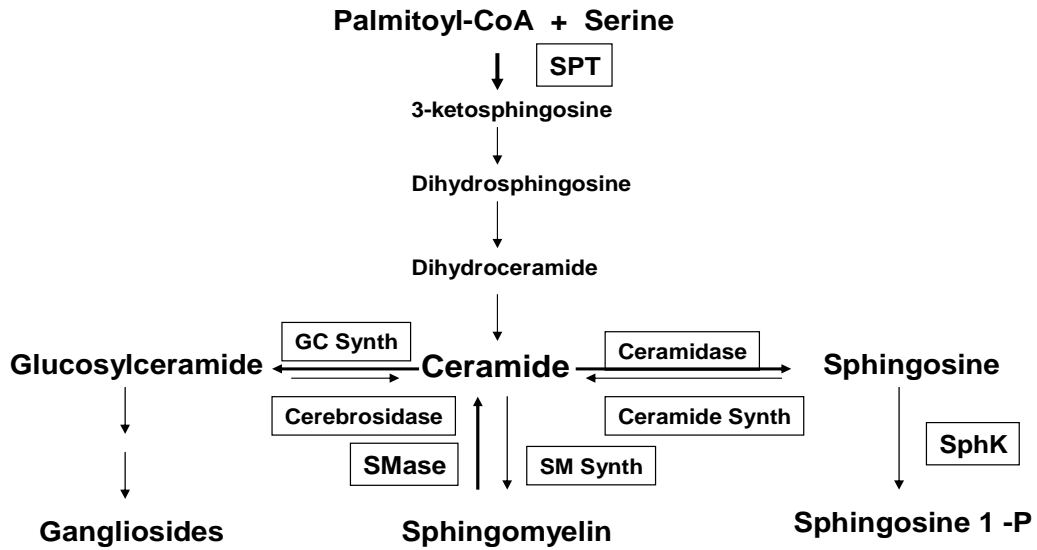 Palmitoyl-CoA + Serine
SPT
3-ketosphingosine
Dihydrosphingosine
Dihydroceramide
GC Synth
Ceramidase
Glucosylceramide
Ceramide
Sphingosine
Cerebrosidase
Ceramide Synth
SMase
SM Synth
SphK
Gangliosides
Sphingomyelin
Sphingosine 1 -P